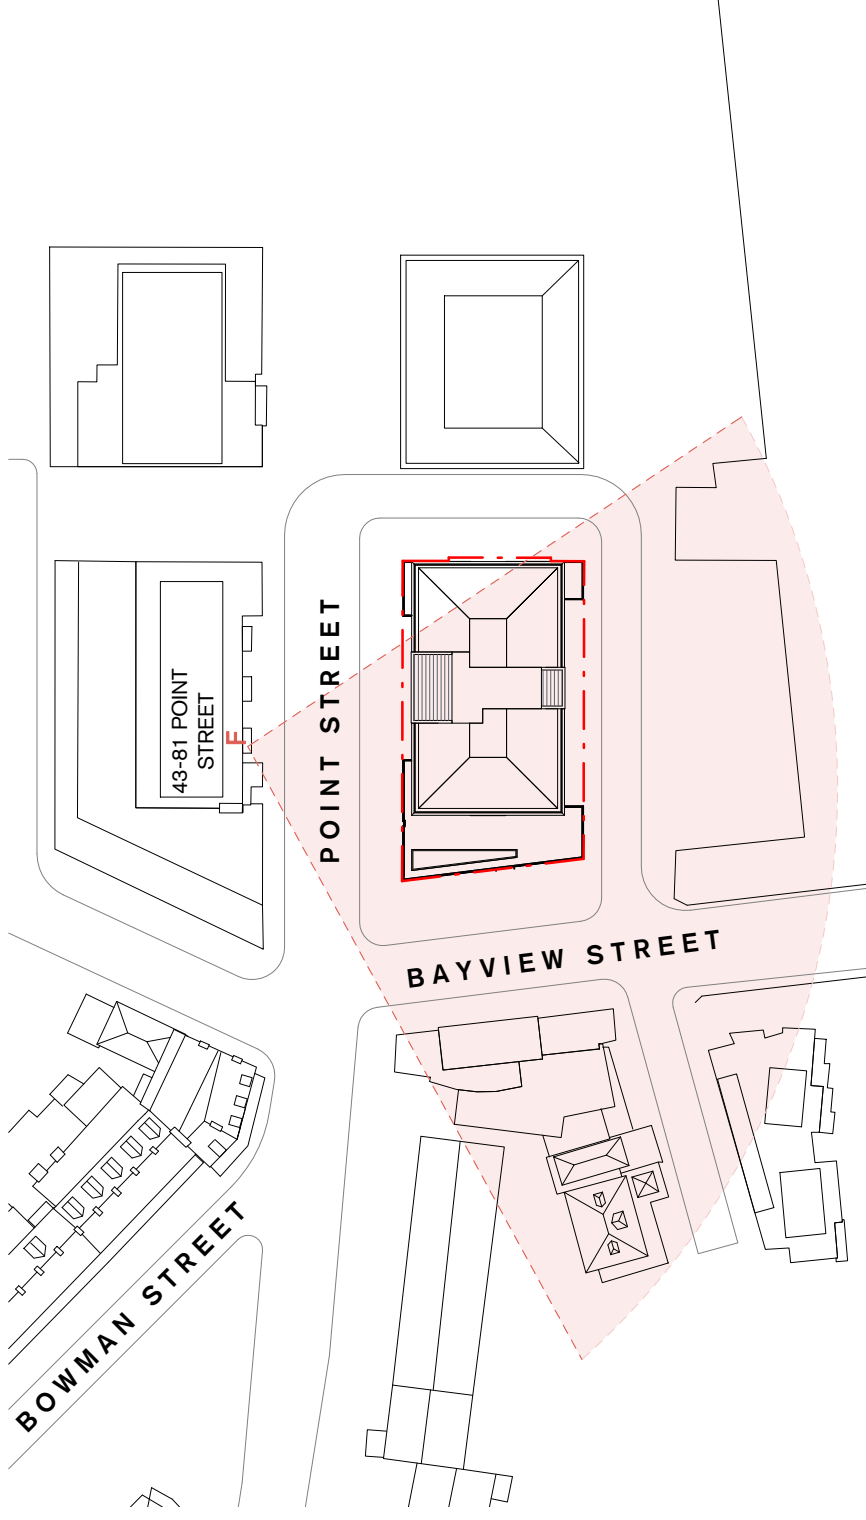 43-81 POINT
STREET
F
POINT STREET
BAYVIEW STREET
BOWMAN STREET